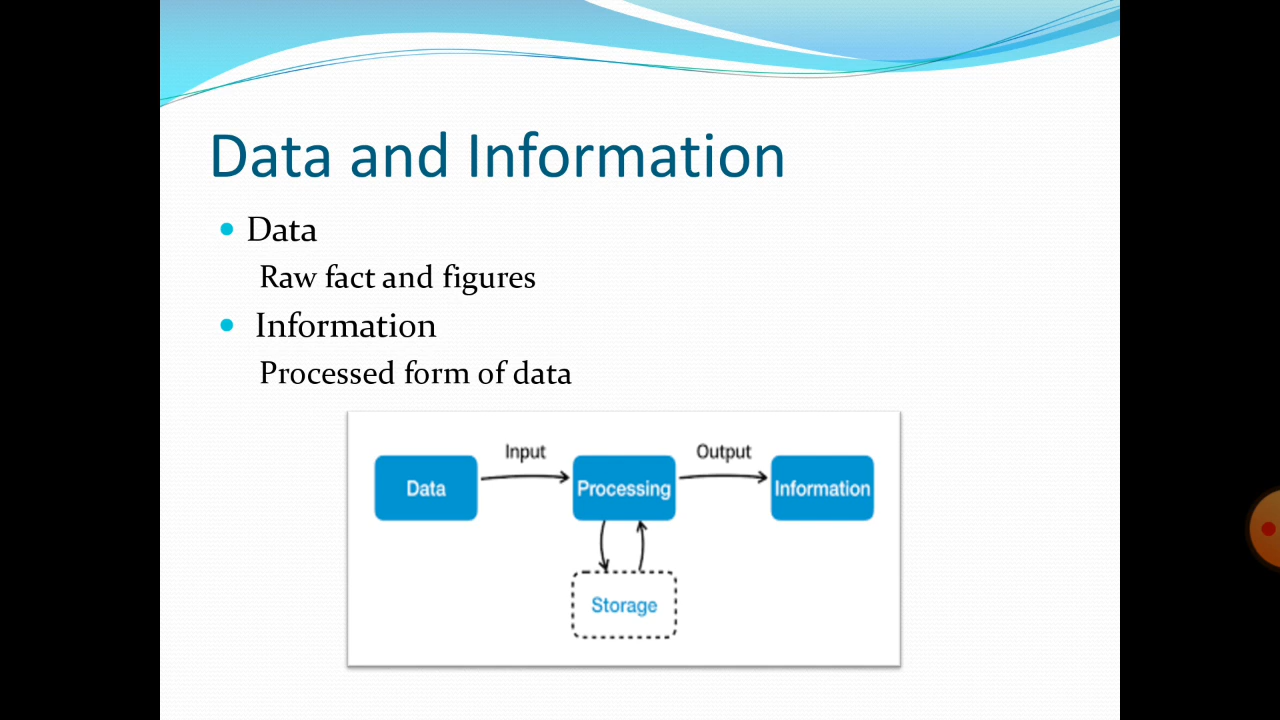 Data and Information
Data
Raw fact and figures
Information
Processed form of data
Input
Output
Data
Processing
Information
Storage